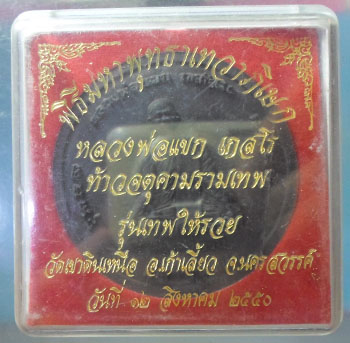 พิธีมหาพุทธาเทวาภิเษก
หลวงพ่อแขก เกสโร
ท้าวจตุคามรามเทพ
รุ่นเทพให้รวย
วัดเขาดินเหนือ อ.เก้าเลี้ยว จ.นครสวรรค์
วันที่ ๑๒ สิงหาคม ๒๕๕๐